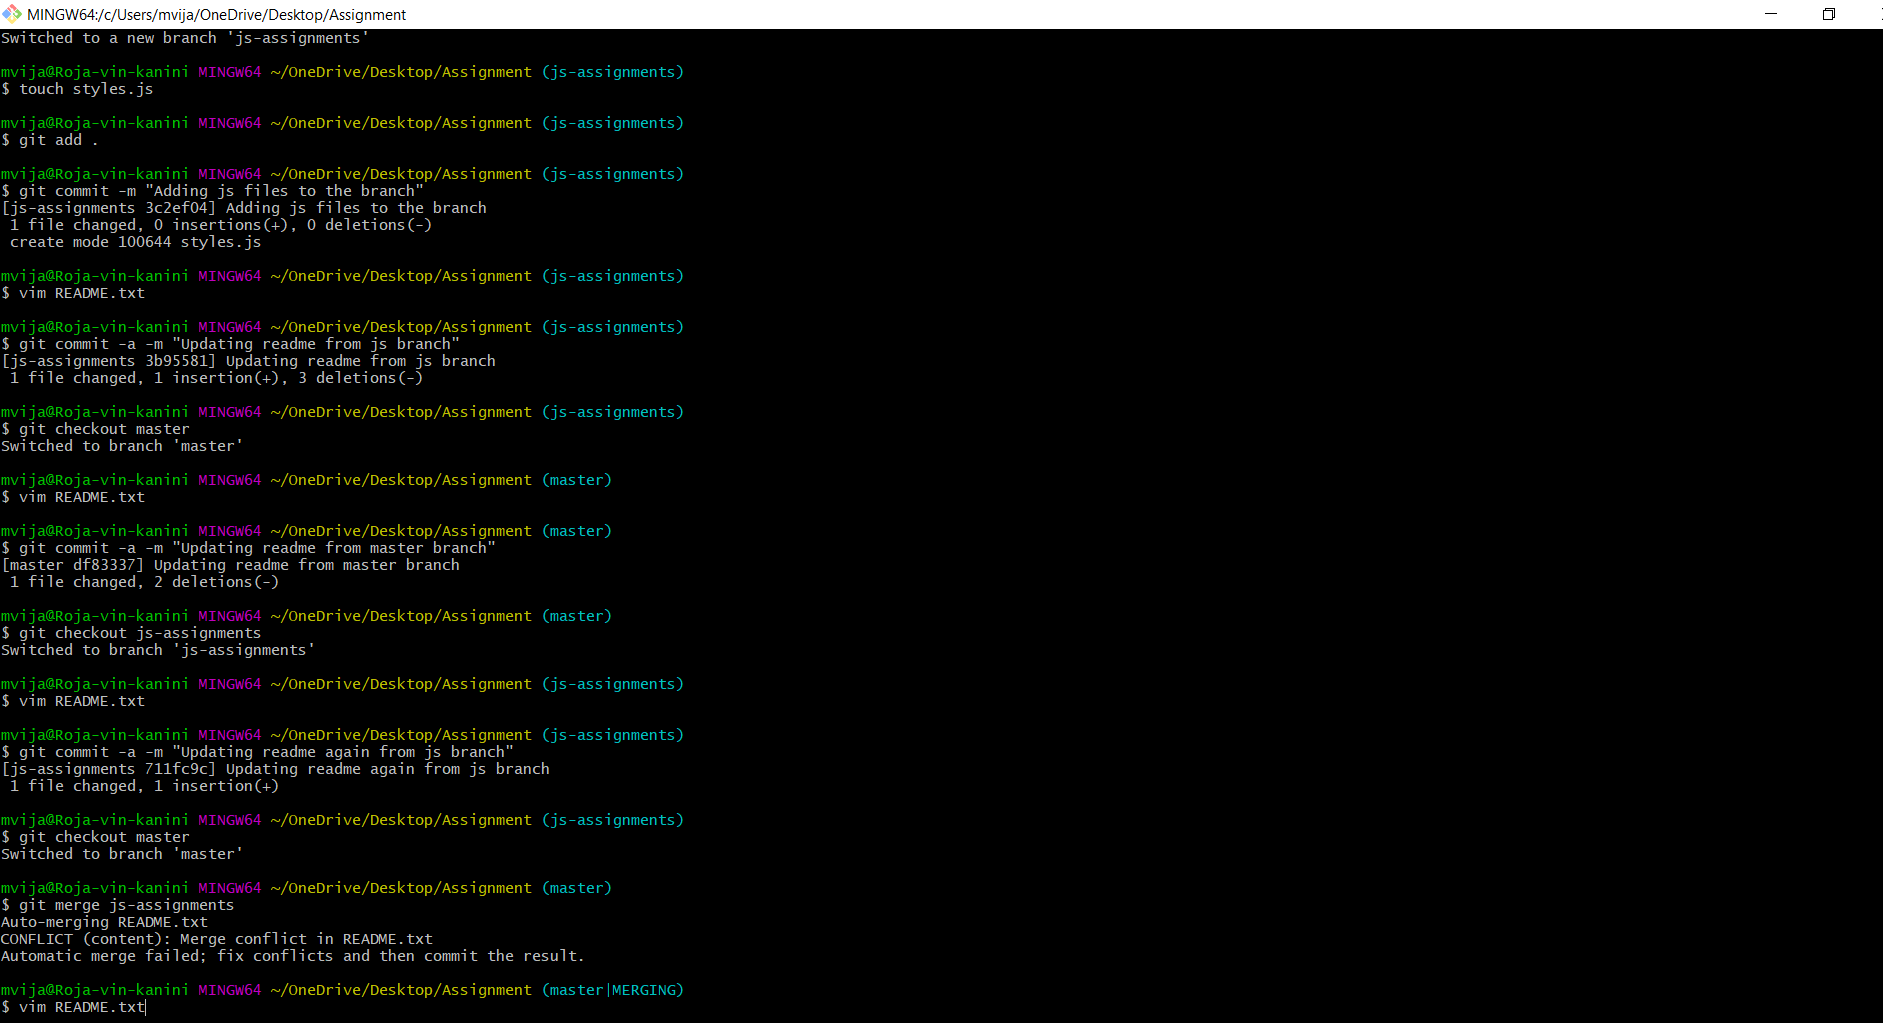 MINGW64:/c/Users/mvija/OneDrive/Desktop/Assignment
Switched to a new branch 'js-assignments'
mvija@Roja-vin-kanini MINGW64 ~/OneDrive/Desktop/Assignment (js-assignments)
$ touch styles.js
mvija@Roja-vin-kanini MINGW64 ~/OneDrive/Desktop/Assignment (js-assignments)
$ git add .
mvija@Roja-vin-kanini MINGW64 ~/OneDrive/Desktop/Assignment (js-assignments)
$ git commit -m "Adding js files to the branch"
[js-assignments 3c2ef04] Adding js files to the branch
 1 file changed, 0 insertions(+), 0 deletions(-)
 create mode 100644 styles.js
mvija@Roja-vin-kanini MINGW64 ~/OneDrive/Desktop/Assignment (js-assignments)
$ vim README.txt
mvija@Roja-vin-kanini MINGW64 ~/OneDrive/Desktop/Assignment (js-assignments)
$ git commit -a -m "Updating readme from js branch"
[js-assignments 3b95581] Updating readme from js branch
 1 file changed, 1 insertion(+), 3 deletions(-)
mvija@Roja-vin-kanini MINGW64 ~/OneDrive/Desktop/Assignment (js-assignments)
$ git checkout master
Switched to branch 'master'
mvija@Roja-vin-kanini MINGW64 ~/OneDrive/Desktop/Assignment (master)
$ vim README.txt
mvija@Roja-vin-kanini MINGW64 ~/OneDrive/Desktop/Assignment (master)
$ git commit -a -m "Updating readme from master branch"
[master df83337] Updating readme from master branch
 1 file changed, 2 deletions(-)
mvija@Roja-vin-kanini MINGW64 ~/OneDrive/Desktop/Assignment (master)
$ git checkout js-assignments
Switched to branch 'js-assignments'
mvija@Roja-vin-kanini MINGW64 ~/OneDrive/Desktop/Assignment (js-assignments)
$ vim README.txt
mvija@Roja-vin-kanini MINGW64 ~/OneDrive/Desktop/Assignment (js-assignments)
$ git commit -a -m "Updating readme again from js branch"
[js-assignments 711fc9c] Updating readme again from js branch
 1 file changed, 1 insertion(+)
mvija@Roja-vin-kanini MINGW64 ~/OneDrive/Desktop/Assignment (js-assignments)
$ git checkout master
Switched to branch 'master'
mvija@Roja-vin-kanini MINGW64 ~/OneDrive/Desktop/Assignment (master)
$ git merge js-assignments
Auto-merging README.txt
CONFLICT (content): Merge conflict in README.txt
Automatic merge failed; fix conflicts and then commit the result.
mvija@Roja-vin-kanini MINGW64 ~/OneDrive/Desktop/Assignment (master|MERGING)
$ vim README.txt